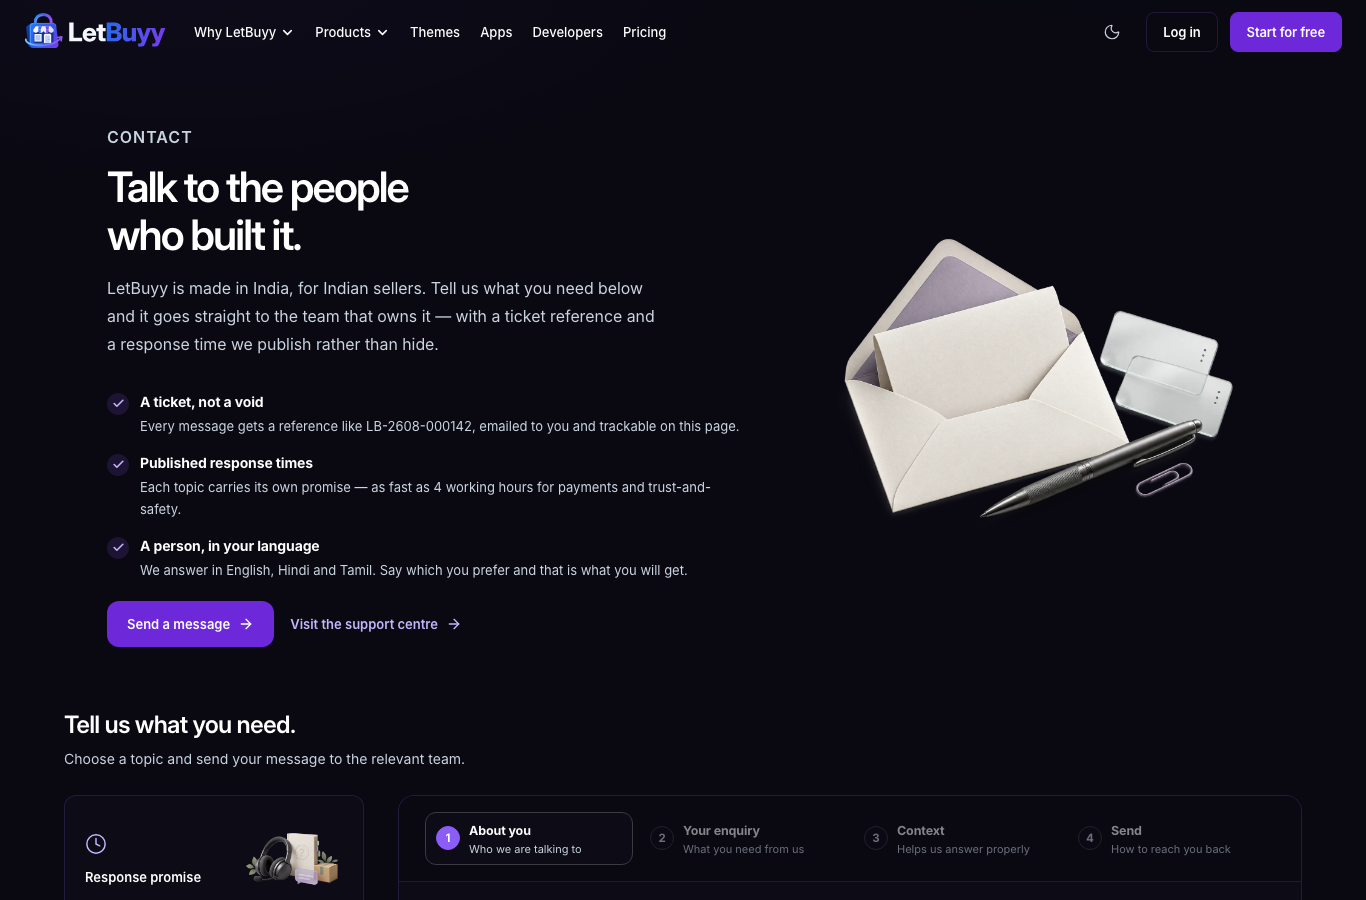 LetBuyy
Why LetBuyy
Products
Themes
Apps
Developers
Pricing
Log in
Start for free
CONTACT
Talk to the people
who built it.
LetBuyy is made in India, for Indian sellers. Tell us what you need below
and it goes straight to the team that owns it — with a ticket reference and
a response time we publish rather than hide.
A ticket, not a void
Every message gets a reference like LB-2608-000142, emailed to you and trackable on this page.
Published response times
Each topic carries its own promise — as fast as 4 working hours for payments and trust-and-
safety.
A person, in your language
We answer in English, Hindi and Tamil. Say which you prefer and that is what you will get.
Send a message
Visit the support centre
Tell us what you need.
Choose a topic and send your message to the relevant team.
Response promise
1
About you
Who we are talking to
2
Your enquiry
What you need from us
3
Context
Helps us answer properly
4
Send
How to reach you back